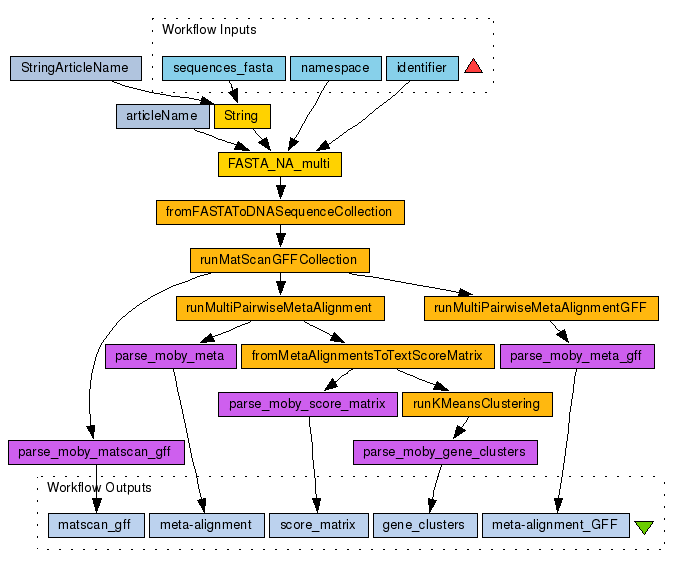 Workflow Inputs
StringArticleName
sequences_fasta
namespace
identifier
articleName
String
FASTA_NA_multi
fromFASTAToDNASequenceCollection
runMatScanGFFCollection
runMultiPairwiseMetaAlignment
runMultiPairwiseMetaAlignmentGFF
parse_moby_meta
fromMetaAlignmentsToTextScoreMatrix
parse_moby_meta_gff
parse_moby_score_matrix
runKMeansClustering
parse_moby_matscan_gff
parse_moby_gene_clusters
Workflow Outputs
matscan_gff
meta-alignment
score_matrix
gene_clusters
meta-alignment_GFF